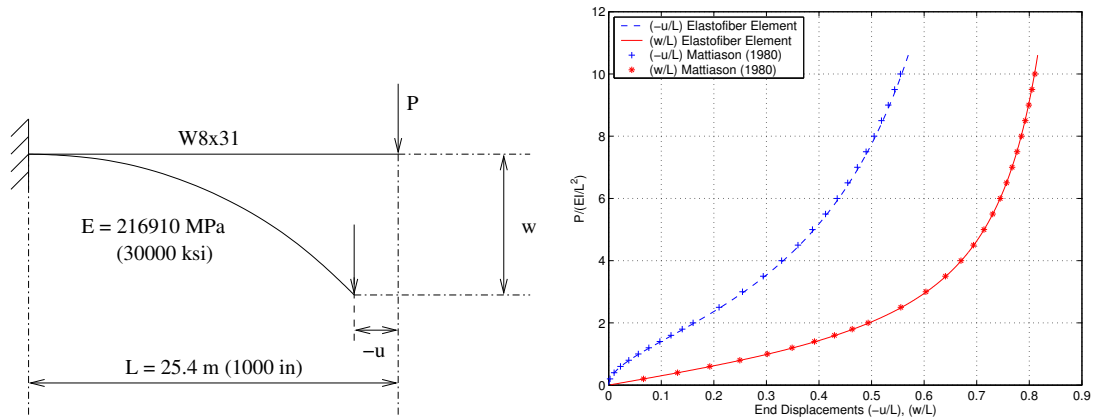 P
W8x31
E = 216910 MPa
(30000 ksi)
w
−u
L = 25.4 m (1000 in)
12
10
8
6
4
2
0
P/(EI/L²)
(-u/L) Elastofiber Element
(w/L) Elastofiber Element
(-u/L) Mattiason (1980)
(w/L) Mattiason (1980)
0 0.1 0.2 0.3 0.4 0.5 0.6 0.7 0.8 0.9
End Displacements (-u/L), (w/L)